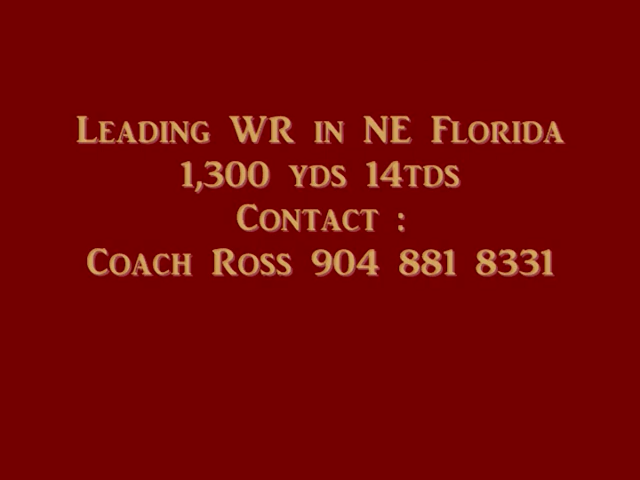 Leading WR in NE Florida
1,300 yds 14tds
Contact :
Coach Ross 904 881 8331